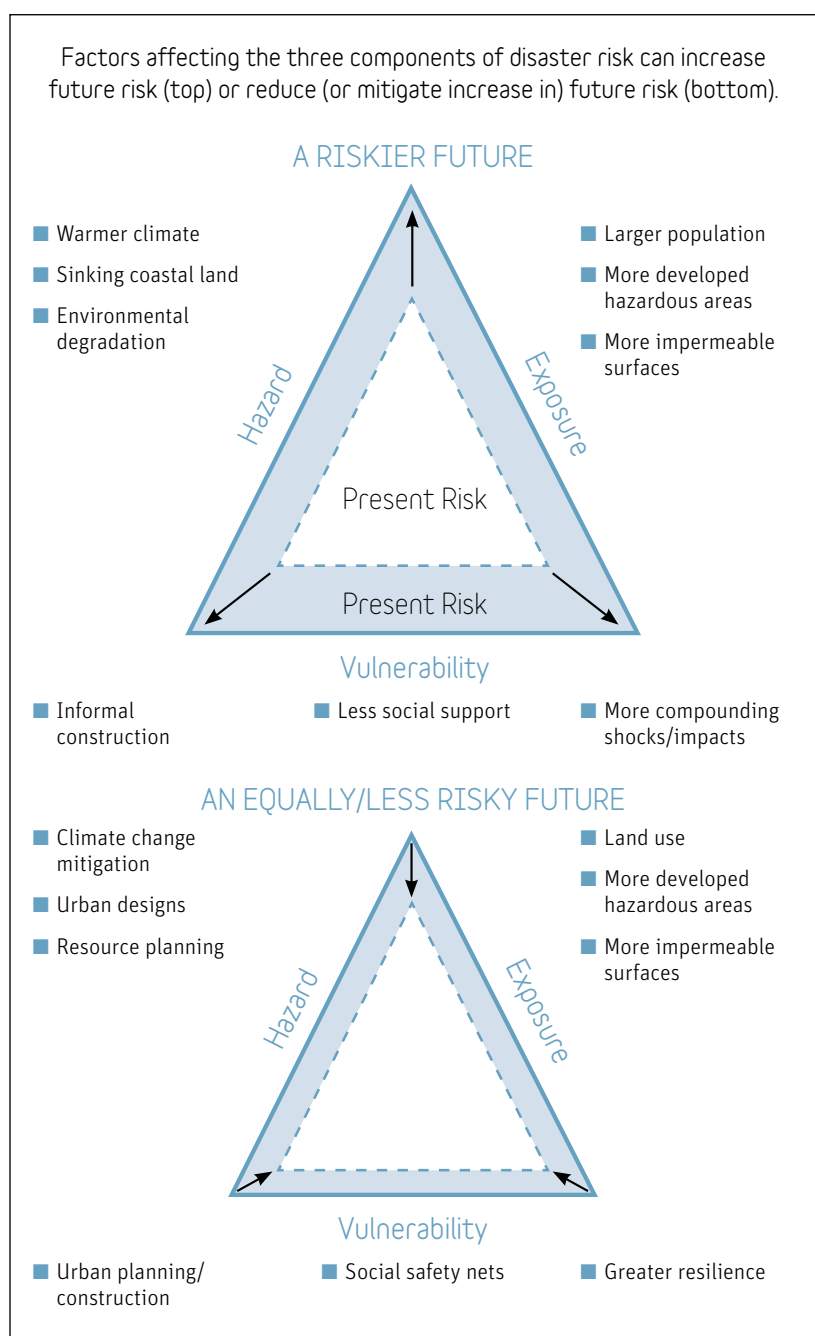 Factors affecting the three components of disaster risk can increase
future risk (top) or reduce (or mitigate increase in) future risk (bottom).
A RISKIER FUTURE
Warmer climate
Sinking coastal land
Environmental
degradation
Larger population
More developed
hazardous areas
More impermeable
surfaces
Hazard
Exposure
Present Risk
Present Risk
Vulnerability
Informal
construction
Less social support
More compounding
shocks/impacts
AN EQUALLY/LESS RISKY FUTURE
Climate change
mitigation
Urban designs
Resource planning
Land use
More developed
hazardous areas
More impermeable
surfaces
Hazard
Exposure
Vulnerability
Urban planning/
construction
Social safety nets
Greater resilience